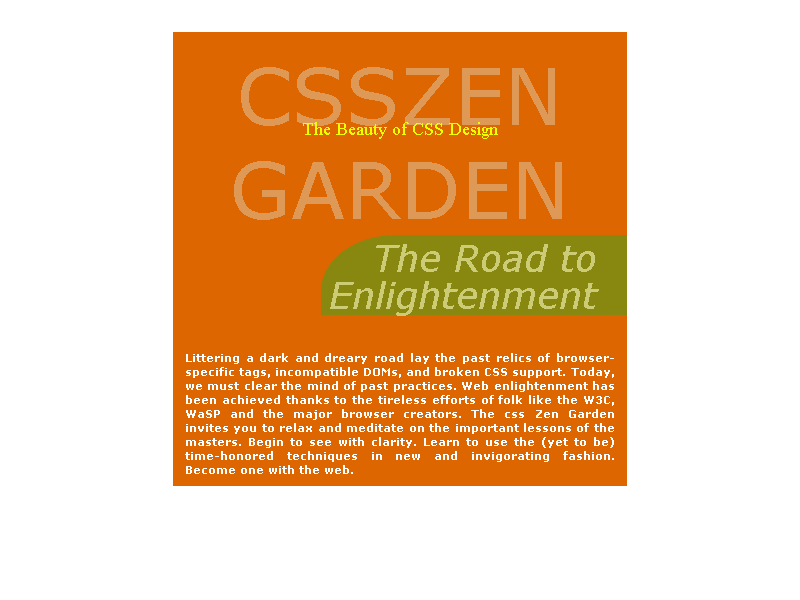 CSSZEN
The Beauty of CSS Design
GARDEN
The Road to
Enlightenment
Littering a dark and dreary road lay the past relics of browser-
specific tags, incompatible DOMs, and broken CSS support. Today,
we must clear the mind of past practices. Web enlightenment has
been achieved thanks to the tireless efforts of folk like the W3C,
WaSP and the major browser creators. The css Zen Garden
invites you to relax and meditate on the important lessons of the
masters. Begin to see with clarity. Learn to use the (yet to be)
time-honored techniques in new and invigorating fashion.
Become one with the web.